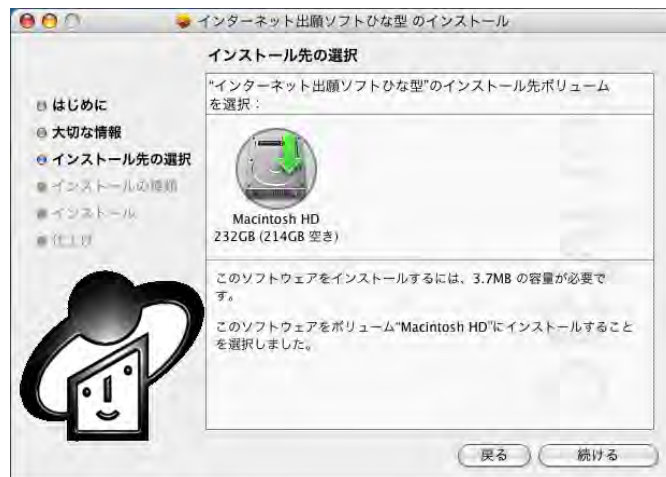 インターネット出願ソフトひな型 のインストール
インストール先の選択
はじめに
大切な情報
インストール先の選択
インストールの種類
インストール
仕上げ
"インターネット出願ソフトひな型"のインストール先ボリューム
を選択：
Macintosh HD
232GB (214GB 空き)
このソフトウェアをインストールするには、3.7MB の容量が必要で
す。
このソフトウェアをボリューム"Macintosh HD"にインストールすること
を選択しました。
戻る
続ける